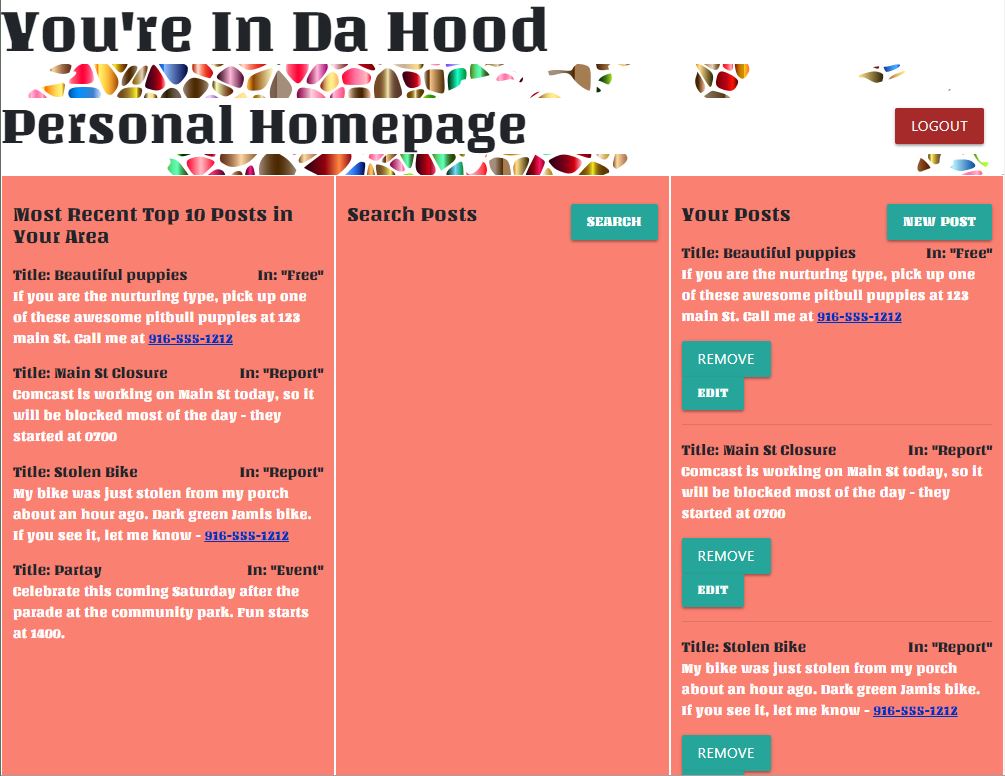 You're In Da Hood
Personal Homepage
LOGOUT
Most Recent Top 10 Posts in
Your Area
Title: Beautiful puppies In: "Free"
If you are the nurturing type, pick up one
of these awesome pitbull puppies at 123
main St. Call me at 916-555-1212
Title: Main St Closure In: "Report"
Comcast is working on Main St today, so it
will be blocked most of the day - they
started at 0700
Title: Stolen Bike In: "Report"
My bike was just stolen from my porch
about an hour ago. Dark green Jamis bike.
If you see it, let me know - 916-555-1212
Title: Partay In: "Event"
Celebrate this coming Saturday after the
parade at the community park. Fun starts
at 1400.
Search Posts
SEARCH
Your Posts
NEW POST
Title: Beautiful puppies In: "Free"
If you are the nurturing type, pick up one
of these awesome pitbull puppies at 123
main St. Call me at 916-555-1212
REMOVE
EDIT
Title: Main St Closure In: "Report"
Comcast is working on Main St today, so it
will be blocked most of the day - they
started at 0700
REMOVE
EDIT
Title: Stolen Bike In: "Report"
My bike was just stolen from my porch
about an hour ago. Dark green Jamis bike.
If you see it, let me know - 916-555-1212
REMOVE